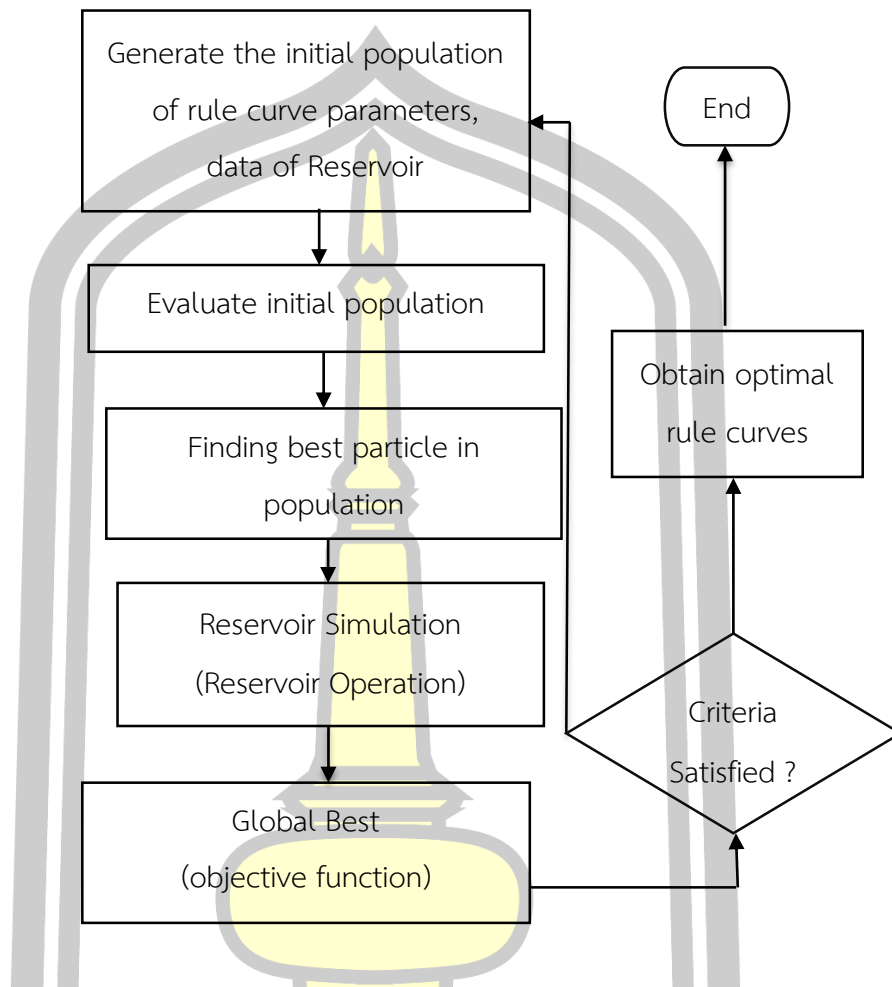 Generate the initial population
of rule curve parameters,
data of Reservoir
Evaluate initial population
Finding best particle in
population
Reservoir Simulation
(Reservoir Operation)
Global Best
(objective function)
Criteria
Satisfied ?
Obtain optimal
rule curves
End